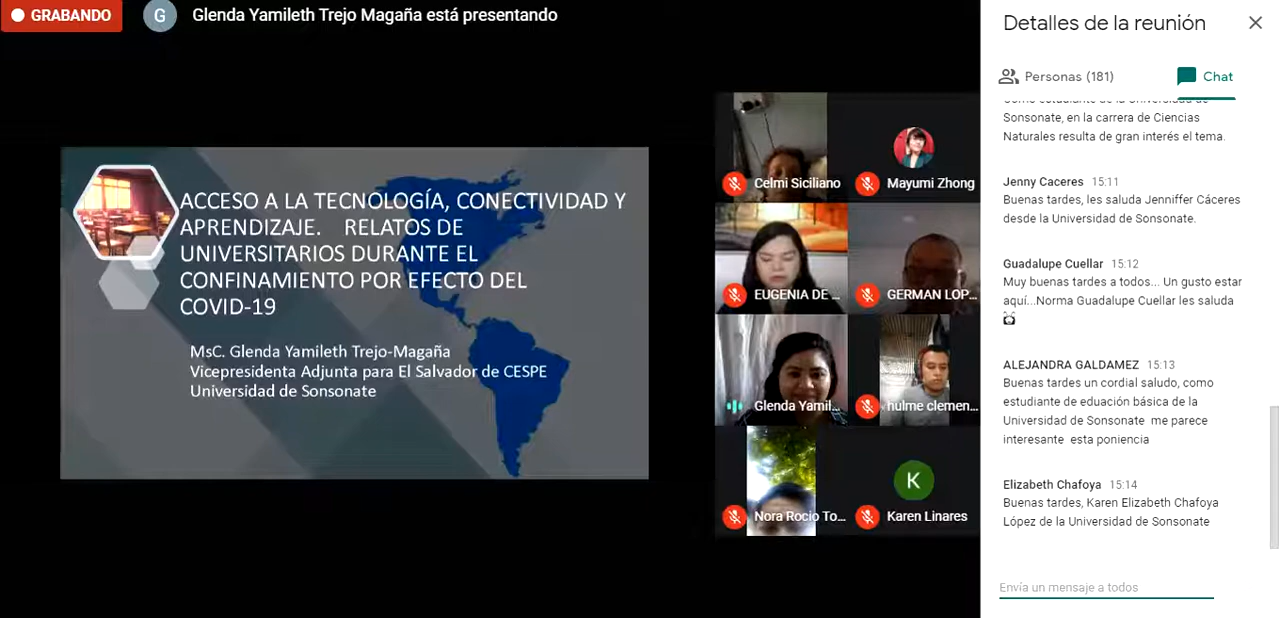 GRABANDO
G
Glenda Yamileth Trejo Magaña está presentando
ACCESO A LA TECNOLOGÍA, CONECTIVIDAD Y
APRENDIZAJE. RELATOS DE
UNIVERSITARIOS DURANTE EL
CONFINAMIENTO POR EFECTO DEL
COVID-19
MsC. Glenda Yamileth Trejo-Magaña
Vicepresidenta Adjunta para El Salvador de CESPE
Universidad de Sonsonate
Celmi Siciliano
Mayumi Zhong
EUGENIA DE ...
GERMAN LOP...
Glenda Yamil...
hulme clemen...
Nora Rocio To...
K
Karen Linares
Detalles de la reunión
Personas (181)
Chat
Como estudiante de la Universidad de
Sonsonate, en la carrera de Ciencias
Naturales resulta de gran interés el tema.
Jenny Caceres 15:11
Buenas tardes, les saluda Jenniffer Cáceres
desde la Universidad de Sonsonate.
Guadalupe Cuellar 15:12
Muy buenas tardes a todos... Un gusto estar
aquí...Norma Guadalupe Cuellar les saluda
ALEJANDRA GALDAMEZ 15:13
Buenas tardes un cordial saludo, como
estudiante de eduación básica de la
Universidad de Sonsonate me parece
interesante esta poniencia
Elizabeth Chafoya 15:14
Buenas tardes, Karen Elizabeth Chafoya
López de la Universidad de Sonsonate
Envía un mensaje a todos